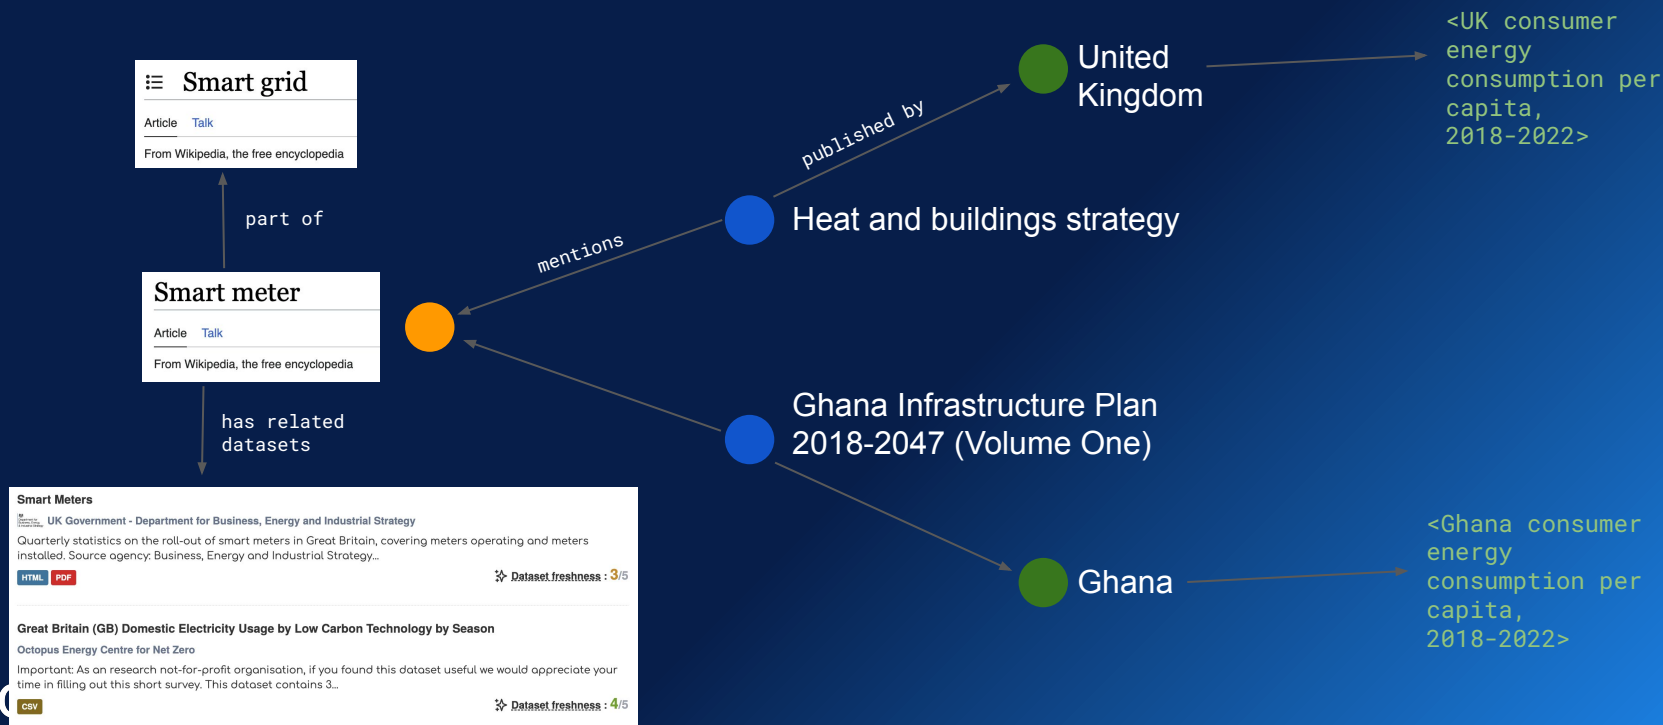 Smart grid
Article Talk
From Wikipedia, the free encyclopedia
part of
Smart meter
Article Talk
From Wikipedia, the free encyclopedia
has related
datasets
Smart Meters
UK Government - Department for Business, Energy and Industrial Strategy
Quarterly statistics on the roll-out of smart meters in Great Britain, covering meters operating and meters
installed. Source agency: Business, Energy and Industrial Strategy...
HTML PDF
Dataset freshness : 3/5
Great Britain (GB) Domestic Electricity Usage by Low Carbon Technology by Season
Octopus Energy Centre for Net Zero
Important: As an research not-for-profit organisation, if you found this dataset useful we would appreciate your
time in filling out this short survey. This dataset contains 3...
CSV
Dataset freshness : 4/5
mentions
published by
United
Kingdom
Heat and buildings strategy
Ghana Infrastructure Plan
2018-2047 (Volume One)
Ghana
<UK consumer
energy
consumption per
capita,
2018-2022>
<Ghana consumer
energy
consumption per
capita,
2018-2022>